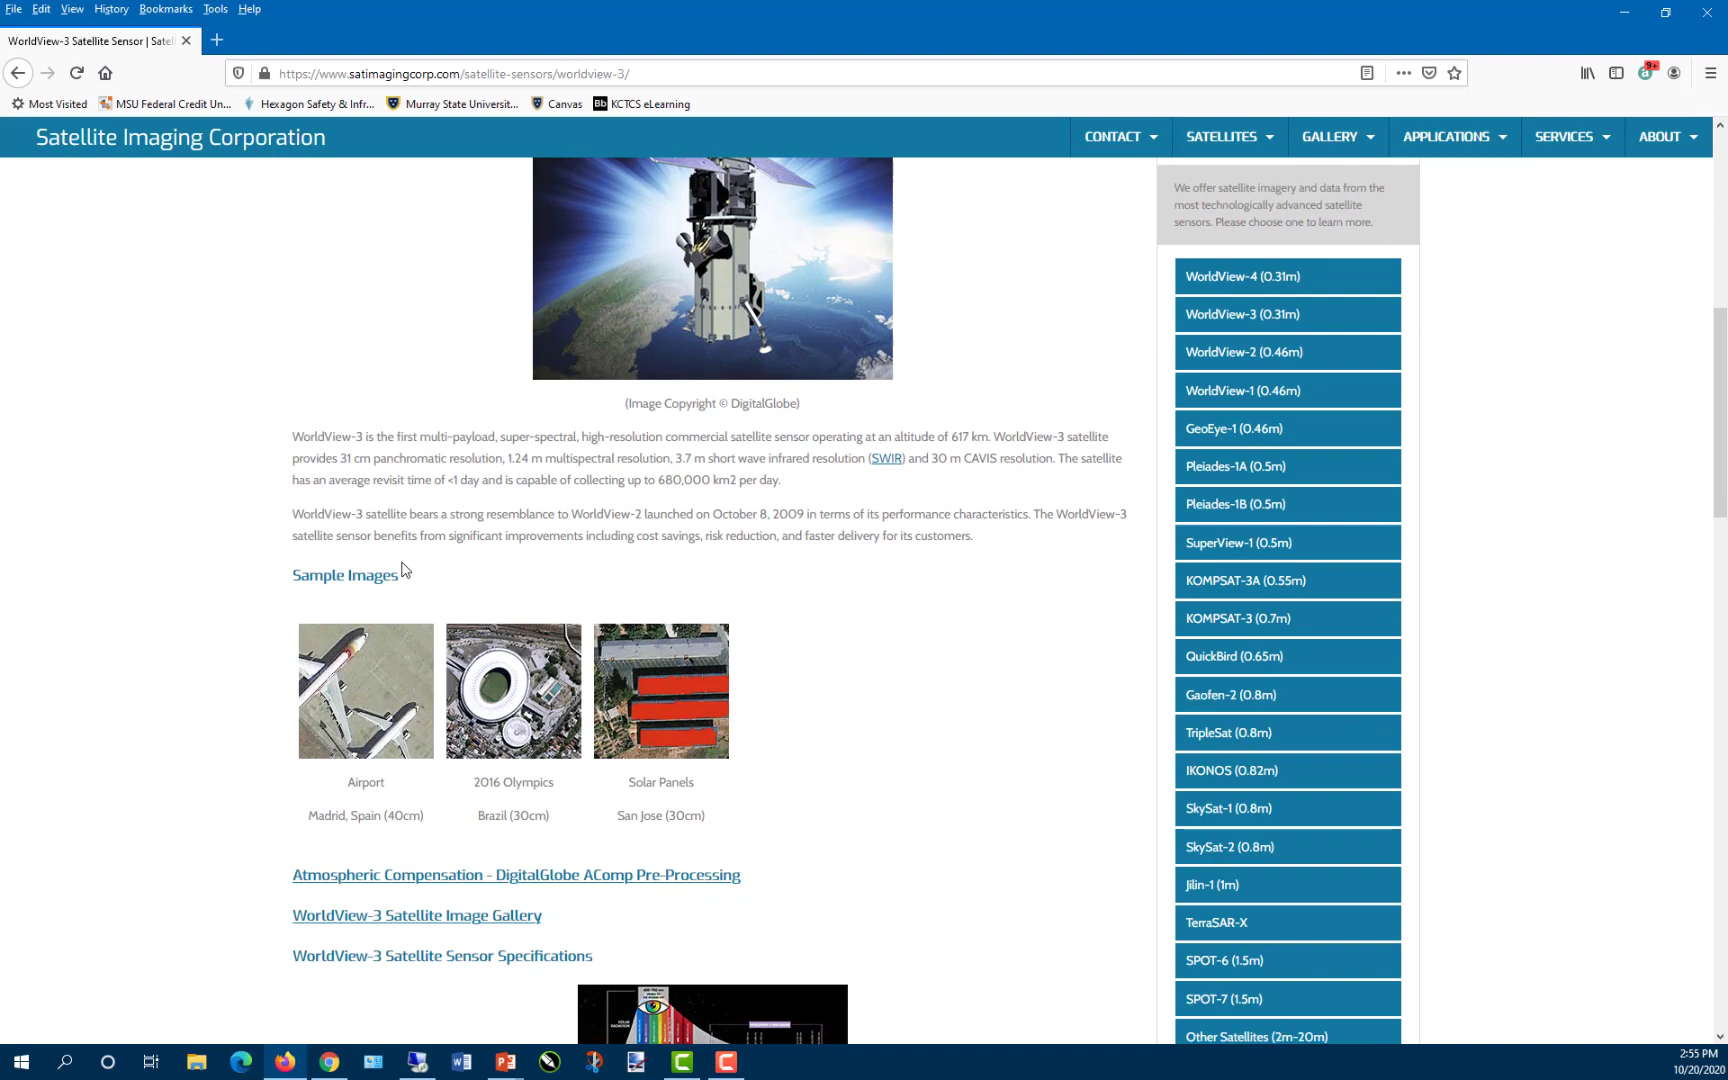 File Edit View History Bookmarks Tools Help
WorldView-3 Satellite Sensor | Satel
https://www.satimagingcorp.com/satellite-sensors/worldview-3/
9+
Most Visited MSU Federal Credit Un... Hexagon Safety & Infr... Murray State Universit... Canvas Bb KCTCS eLearning
Satellite Imaging Corporation CONTACT SATELLITES GALLERY APPLICATIONS SERVICES ABOUT
We offer satellite imagery and data from the
most technologically advanced satellite
sensors. Please choose one to learn more.
(Image Copyright © DigitalGlobe)
WorldView-3 is the first multi-payload, super-spectral, high-resolution commercial satellite sensor operating at an altitude of 617 km. WorldView-3 satellite
provides 31 cm panchromatic resolution, 1.24 m multispectral resolution, 3.7 m short wave infrared resolution (SWIR) and 30 m CAVIS resolution. The satellite
has an average revisit time of <1 day and is capable of collecting up to 680,000 km2 per day.
WorldView-3 satellite bears a strong resemblance to WorldView-2 launched on October 8, 2009 in terms of its performance characteristics. The WorldView-3
satellite sensor benefits from significant improvements including cost savings, risk reduction, and faster delivery for its customers.
Sample Images
Airport 2016 Olympics Solar Panels
Madrid, Spain (40cm) Brazil (30cm) San Jose (30cm)
Atmospheric Compensation - DigitalGlobe AComp Pre-Processing
WorldView-3 Satellite Image Gallery
WorldView-3 Satellite Sensor Specifications
WorldView-4 (0.31m)
WorldView-3 (0.31m)
WorldView-2 (0.46m)
WorldView-1 (0.46m)
GeoEye-1 (0.46m)
Pleiades-1A (0.5m)
Pleiades-1B (0.5m)
SuperView-1 (0.5m)
KOMPSAT-3A (0.55m)
KOMPSAT-3 (0.7m)
QuickBird (0.65m)
Gaofen-2 (0.8m)
TripleSat (0.8m)
IKONOS (0.82m)
SkySat-1 (0.8m)
SkySat-2 (0.8m)
Jilin-1 (1m)
TerraSAR-X
SPOT-6 (1.5m)
SPOT-7 (1.5m)
Other Satellites (2m-20m)
2:55 PM
10/20/2020